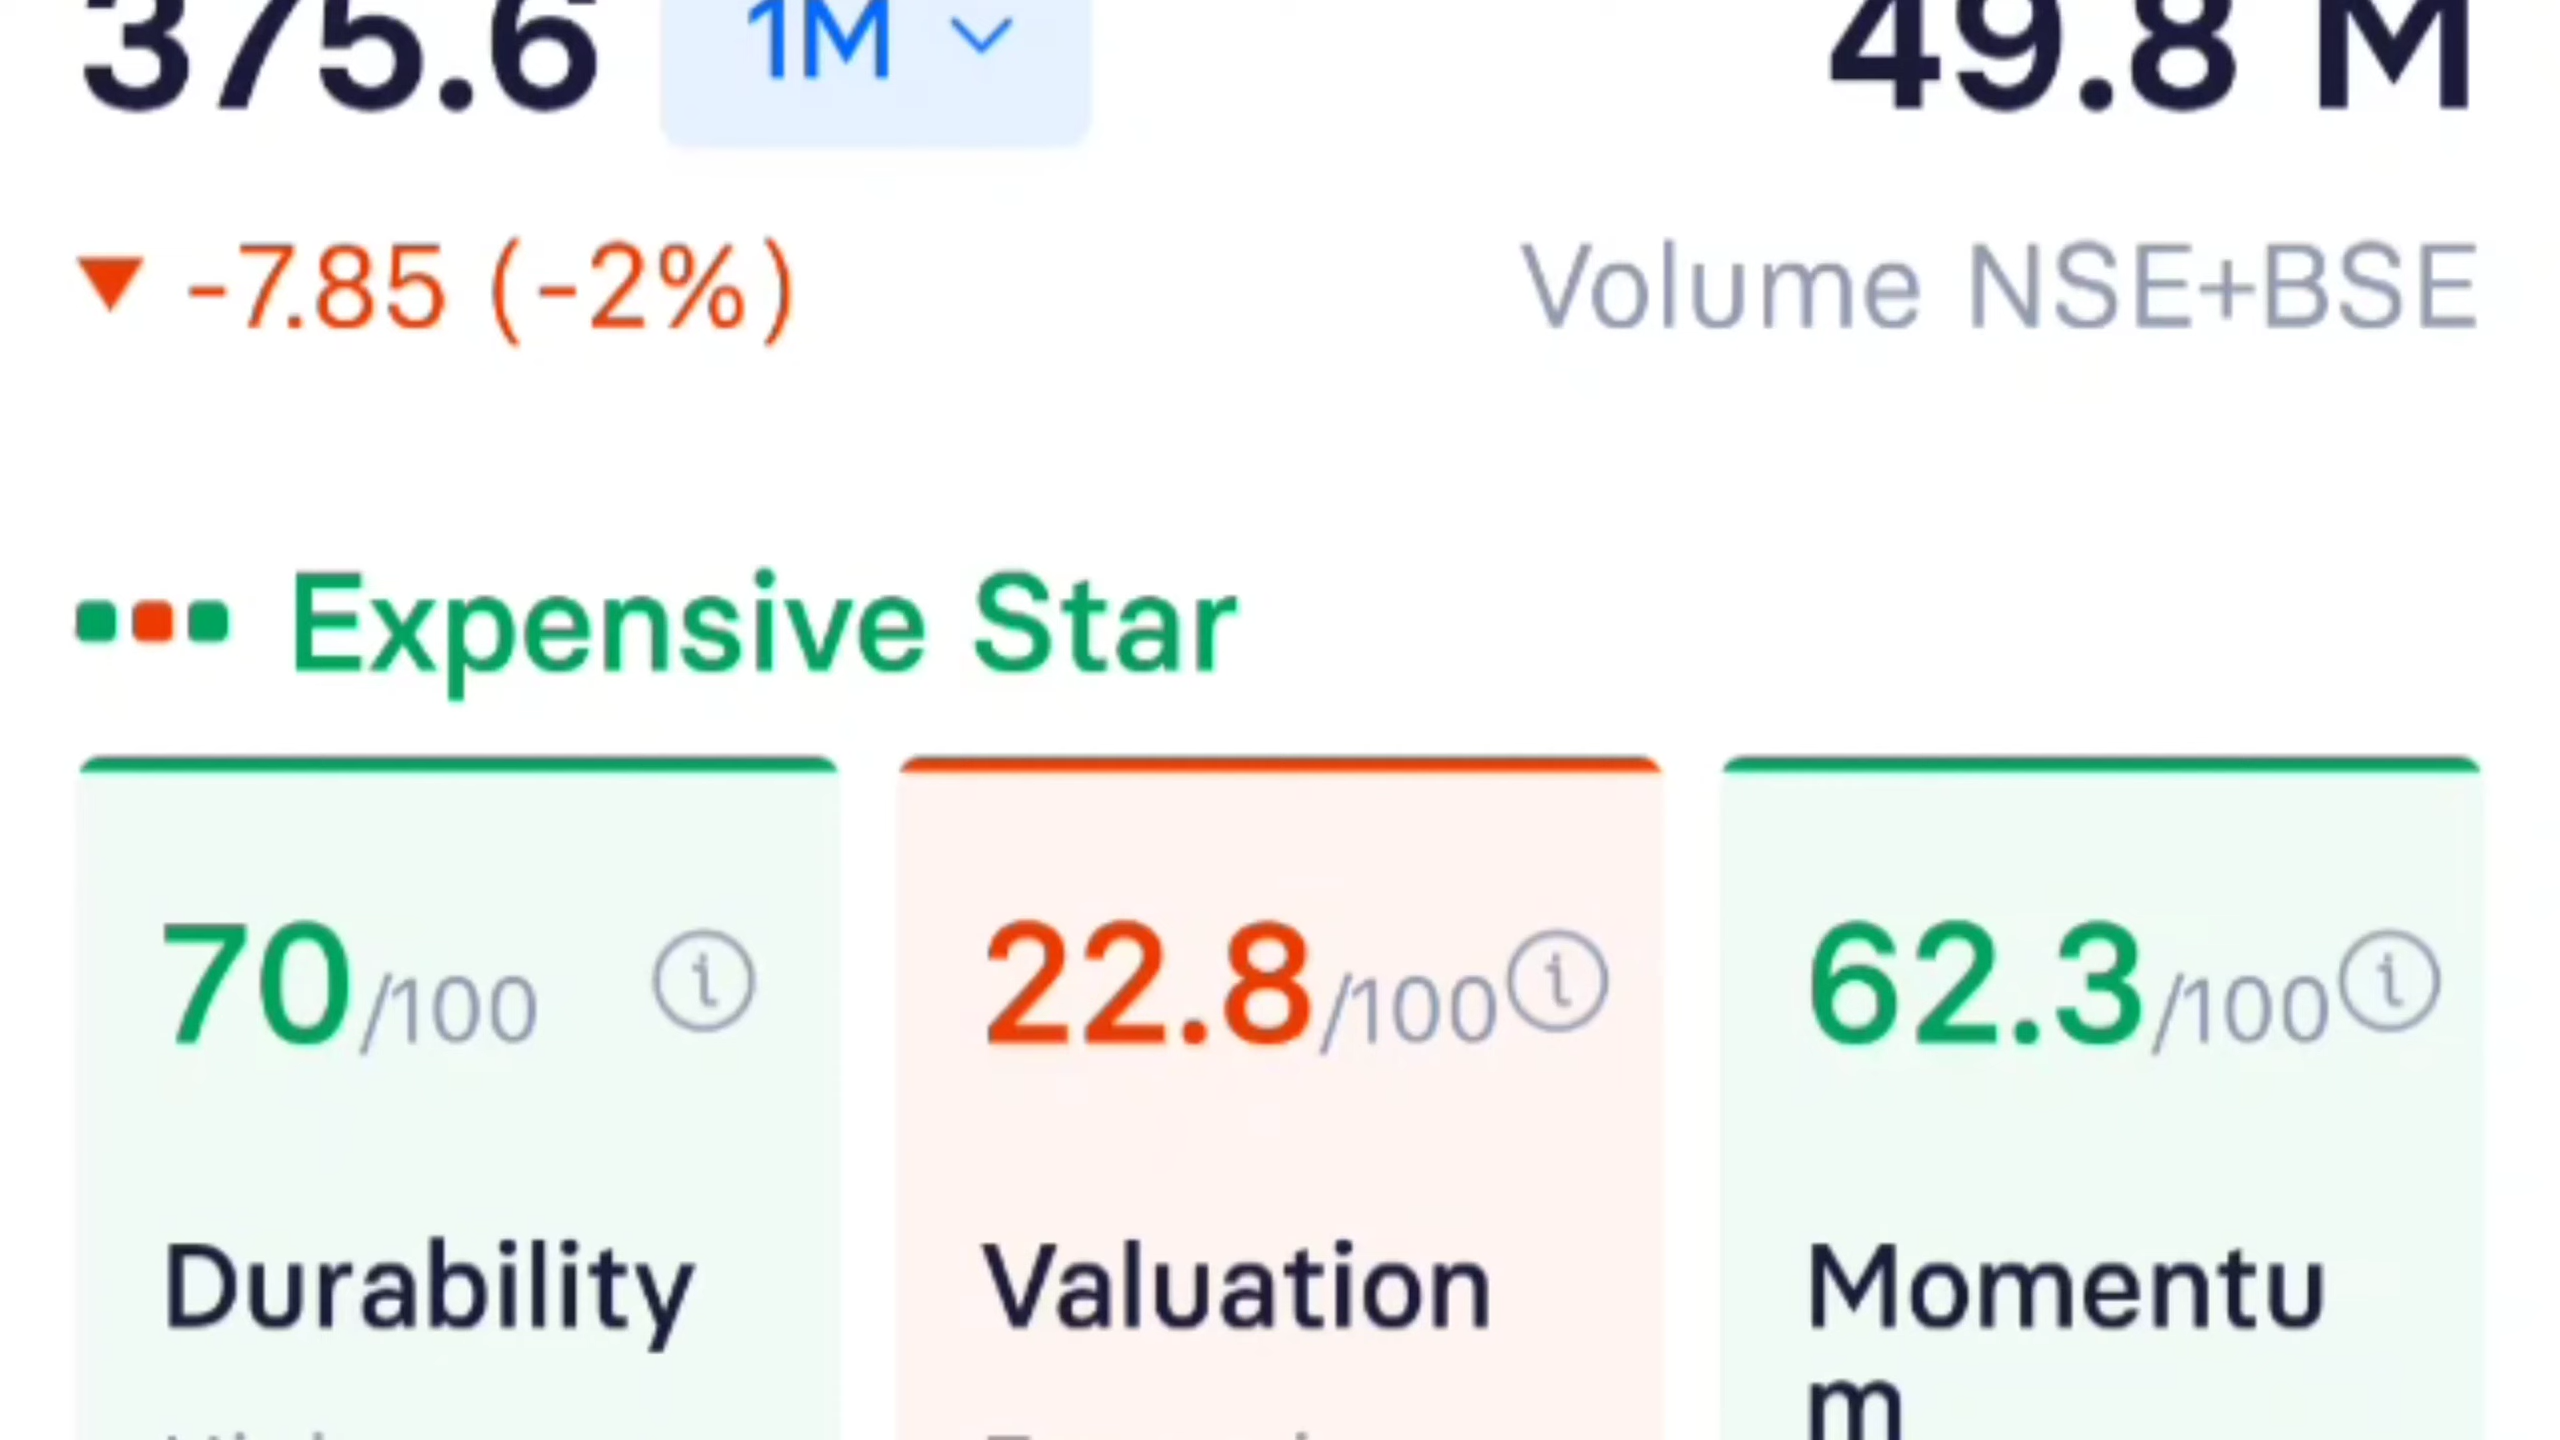 375.6 1M 49.8 M
-7.85 (-2%) Volume NSE+BSE
Expensive Star
70/100 22.8/100 62.3/100
Durability Valuation Momentu
m